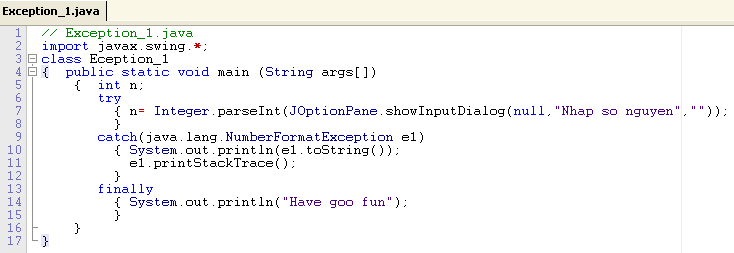 Exception_1.java
1 // Exception_1.java
2 import javax.swing.*;
3 class Eception_1
4 { public static void main (String args[])
5 { int n;
6 try
7 { n= Integer.parseInt(JOptionPane.showInputDialog(null,"Nhap so nguyen",""));
8 }
9 catch(java.lang.NumberFormatException e1)
10 { System.out.println(e1.toString());
11 e1.printStackTrace();
12 }
13 finally
14 { System.out.println("Have goo fun");
15 }
16 }
17 }